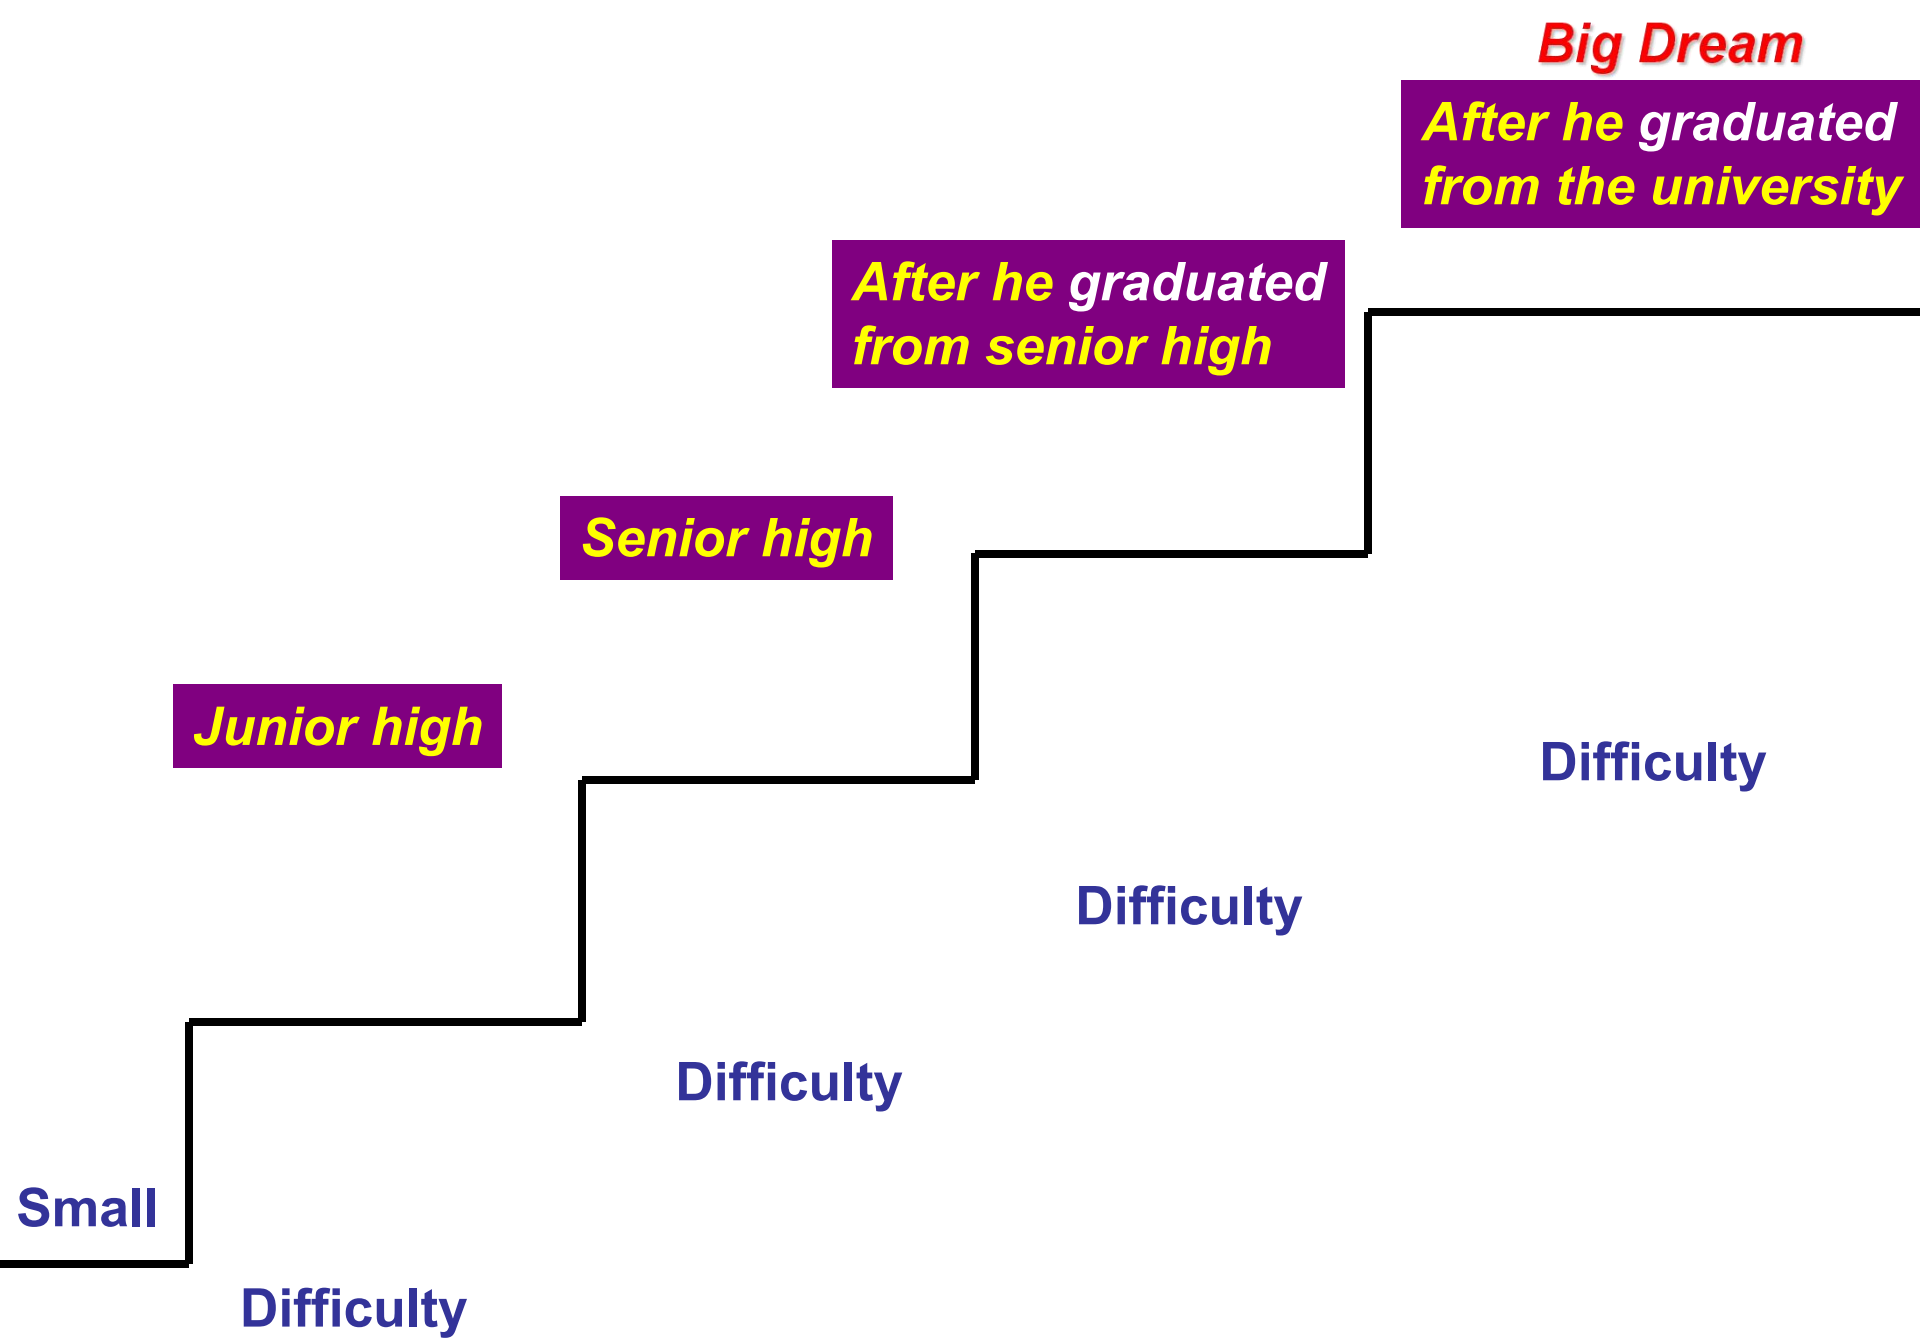 Big Dream
After he graduated
from the university
After he graduated
from senior high
Senior high
Junior high
Difficulty
Difficulty
Difficulty
Small
Difficulty